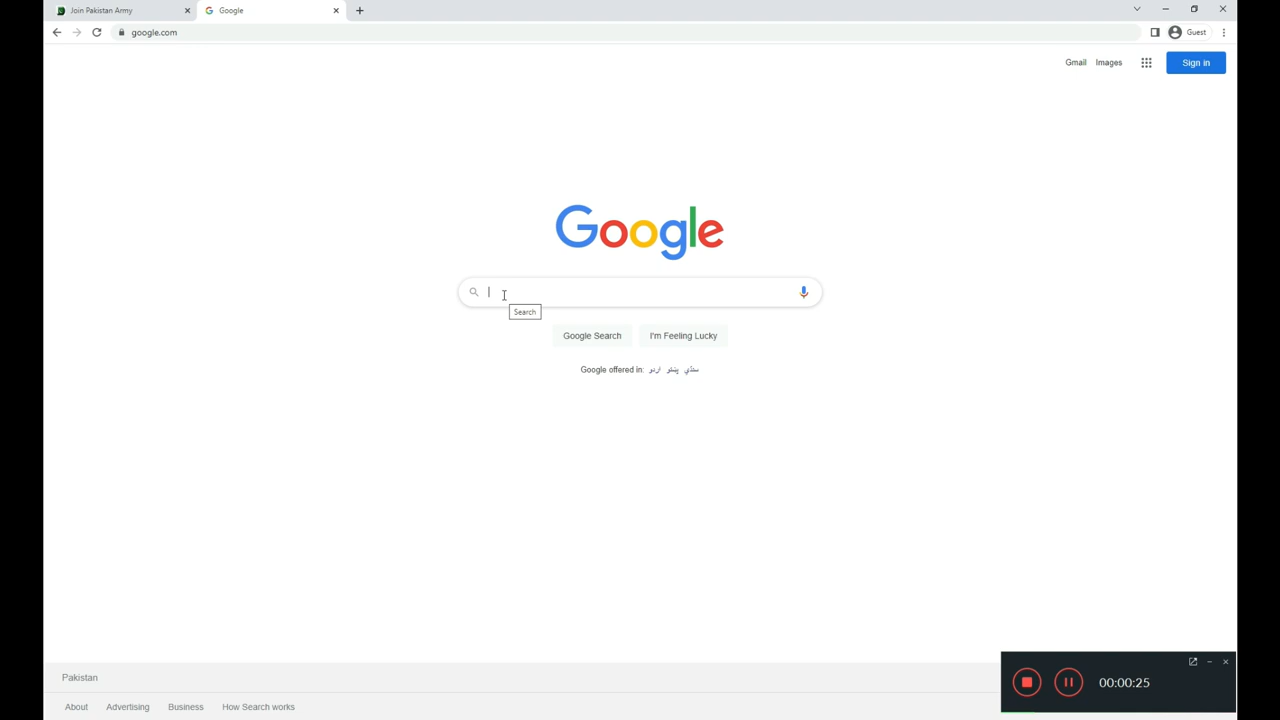 Join Pakistan Army
Google
google.com
Guest
Gmail Images
Sign in
Google
Search
Google Search
I'm Feeling Lucky
Google offered in: اردو پښتو سنڌي
Pakistan
00:00:25
About Advertising Business How Search works